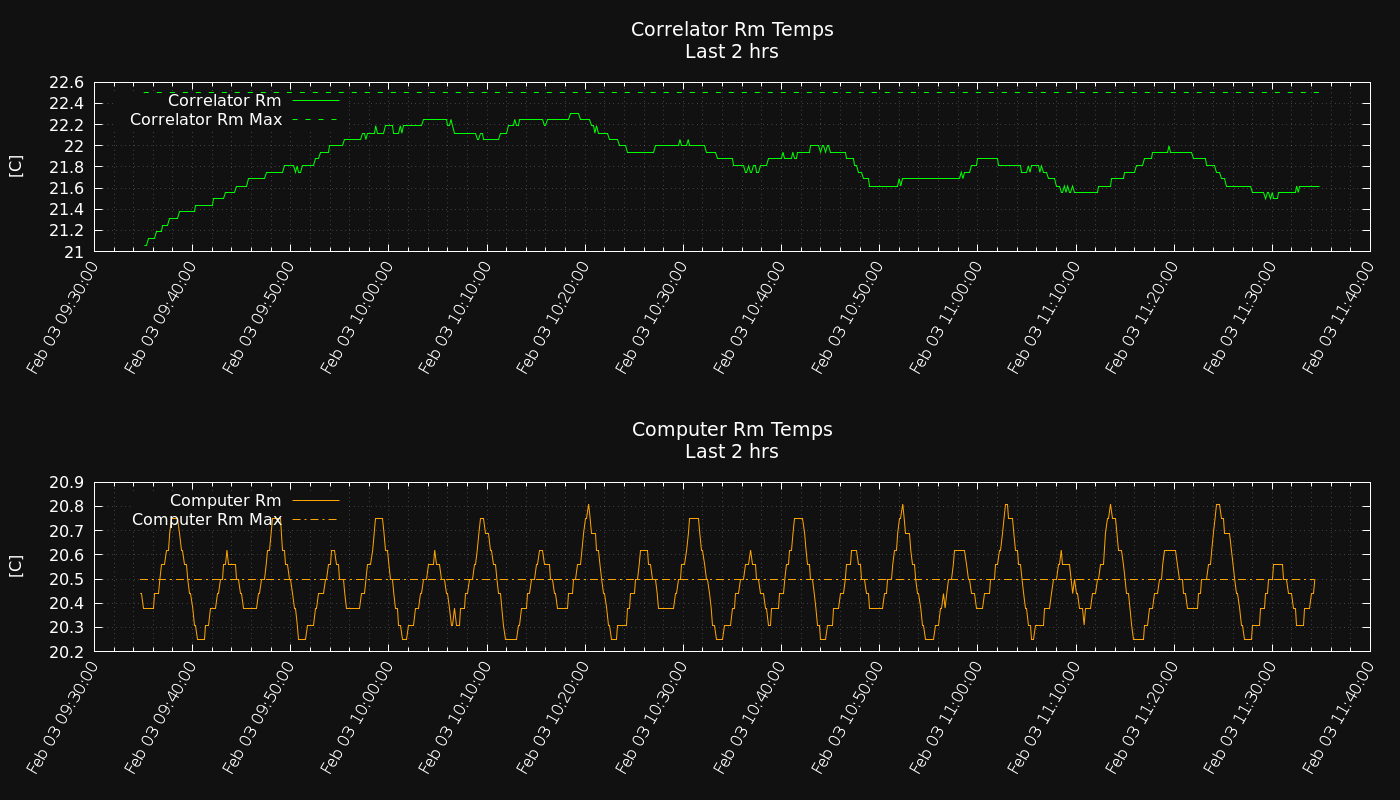 Correlator Rm Temps
Last 2 hrs
22.6
22.4
22.2
22
21.8
21.6
21.4
21.2
21
[C]
Correlator Rm
Correlator Rm Max
Feb 03 09:30:00
Feb 03 09:40:00
Feb 03 09:50:00
Feb 03 10:00:00
Feb 03 10:10:00
Feb 03 10:20:00
Feb 03 10:30:00
Feb 03 10:40:00
Feb 03 10:50:00
Feb 03 11:00:00
Feb 03 11:10:00
Feb 03 11:20:00
Feb 03 11:30:00
Feb 03 11:40:00
Computer Rm Temps
Last 2 hrs
20.9
20.8
20.7
20.6
20.5
20.4
20.3
20.2
[C]
Computer Rm
Computer Rm Max
Feb 03 09:30:00
Feb 03 09:40:00
Feb 03 09:50:00
Feb 03 10:00:00
Feb 03 10:10:00
Feb 03 10:20:00
Feb 03 10:30:00
Feb 03 10:40:00
Feb 03 10:50:00
Feb 03 11:00:00
Feb 03 11:10:00
Feb 03 11:20:00
Feb 03 11:30:00
Feb 03 11:40:00